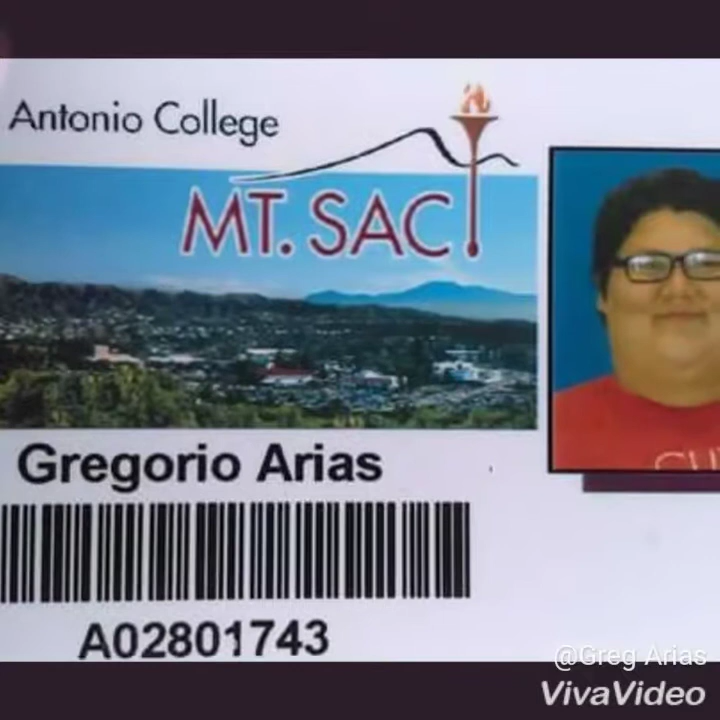 Antonio College
MT. SAC
Gregorio Arias
A02801743
@Greg Arias
VivaVideo